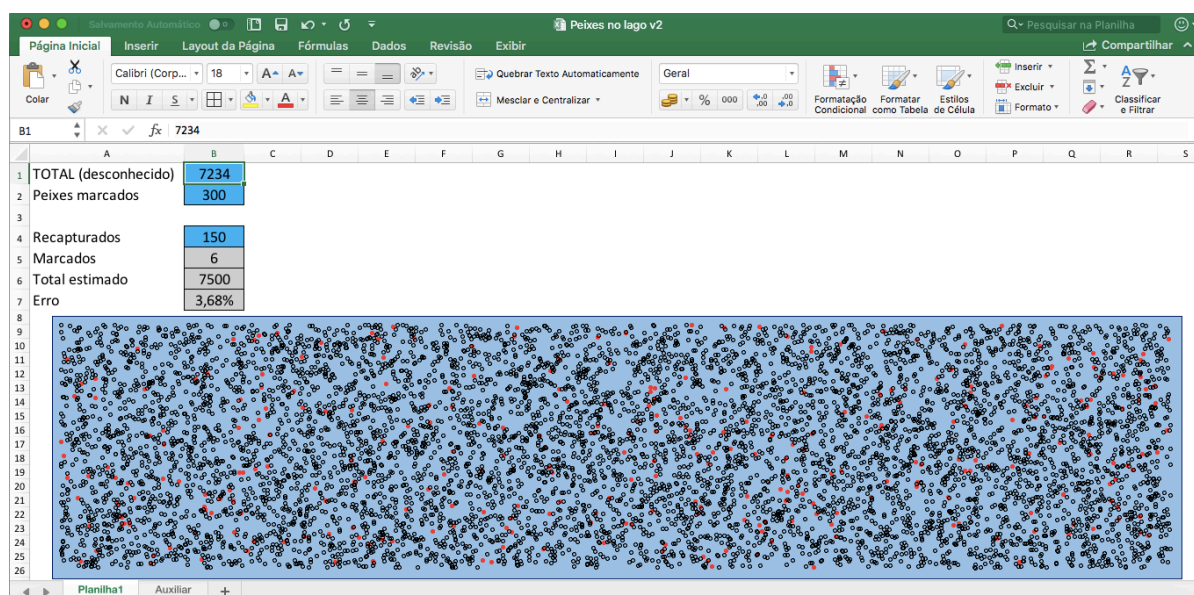 Salvamento Automático
Peixes no lago v2
Pesquisar na Planilha
Página Inicial Inserir Layout da Página Fórmulas Dados Revisão Exibir Compartilhar
Colar
Calibri (Corp... 18 A A
N I S A
Quebrar Texto Automaticamente
Mesclar e Centralizar
Geral
% 000 ,00 ,0
Formatação Condicional
Formatar como Tabela
Estilos de Célula
Inserir
Excluir
Formato
Classificar e Filtrar
B1 fx 7234
A B C D E F G H I J K L M N O P Q R S
1 TOTAL (desconhecido) 7234
2 Peixes marcados 300
3
4 Recapturados 150
5 Marcados 6
6 Total estimado 7500
7 Erro 3,68%
8
9
10
11
12
13
14
15
16
17
18
19
20
21
22
23
24
25
26
Planilha1 Auxiliar +